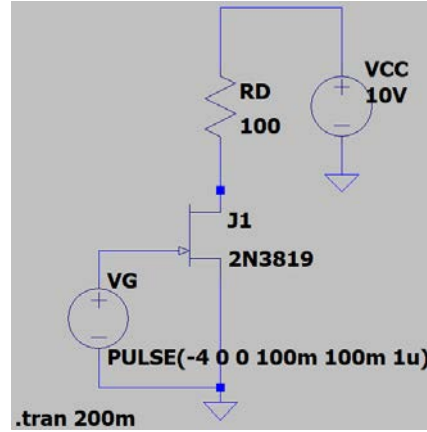 VCC
RD
10V
100
J1
2N3819
VG
PULSE(-4 0 0 100m 100m 1u)
.tran 200m